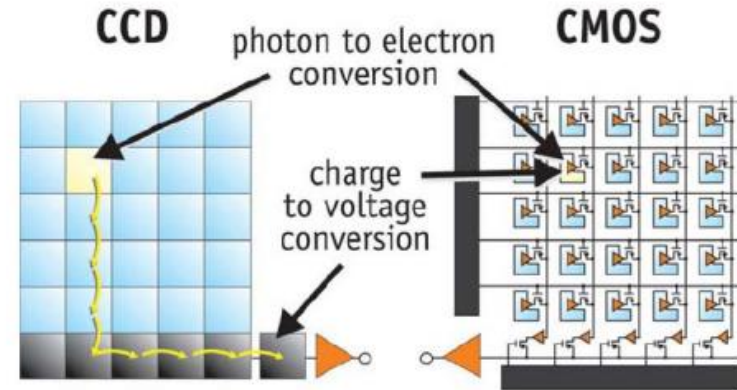 CCD
photon to electron
conversion
CMOS
charge
to voltage
conversion